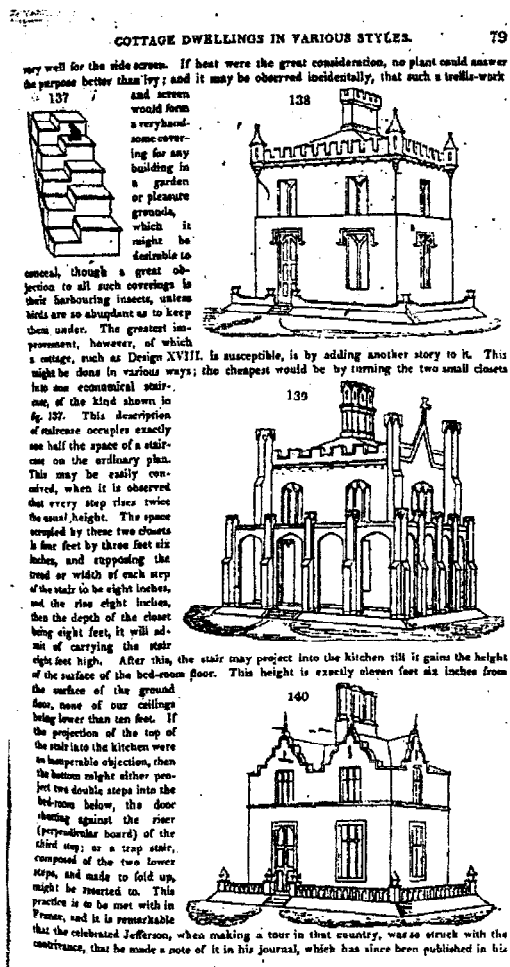 COTTAGE DWELLINGS IN VARIOUS STYLES. 79
very well for the side screen. If heat were the great consideration, no plant could answer
the purpose better than ivy; and it may be observed incidentally, that such a trellis-work
137
and screen
would form
a very hand-
some cover-
ing for any
building in
a garden
or pleasure
grounds,
which it
might be
desirable to
138
conceal, though a great ob-
jection to all such coverings is
their harbouring insects, unless
birds are so abundant as to keep
them under. The greatest im-
provement, however, of which
a cottage, such as Design XVIII. is susceptible, is by adding another story to it. This
might be done in various ways; the cheapest would be by turning the two small closets
into one economical stair-
case, of the kind shown in
fig. 137. This description
of staircase occupies exactly
one half the space of a stair-
case on the ordinary plan.
This may be easily con-
ceived, when it is observed
that every step rises twice
the usual height. The space
occupied by these two closets
is four feet by three feet six
inches, and supposing the
tread or width of each step
of the stair to be eight inches,
and the rise eight inches,
then the depth of the closet
being eight feet, it will ad-
mit of carrying the stair
139
eight feet high. After this, the stair may project into the kitchen till it gains the height
of the surface of the bed-room floor. This height is exactly eleven feet six inches from
the surface of the ground
floor, none of our ceilings
being lower than ten feet. If
the projection of the top of
the stair into the kitchen were
an insuperable objection, then
the bottom might either pro-
ject two double steps into the
bed-room below, the door
shutting against the riser
(perpendicular board) of the
third step; or a trap stair,
composed of the two lower
steps, and made to fold up,
might be resorted to. This
practice is to be met with in
France, and it is remarkable
140
that the celebrated Jefferson, when making a tour in that country, was so struck with the
contrivance, that he made a note of it in his journal, which has since been published in his